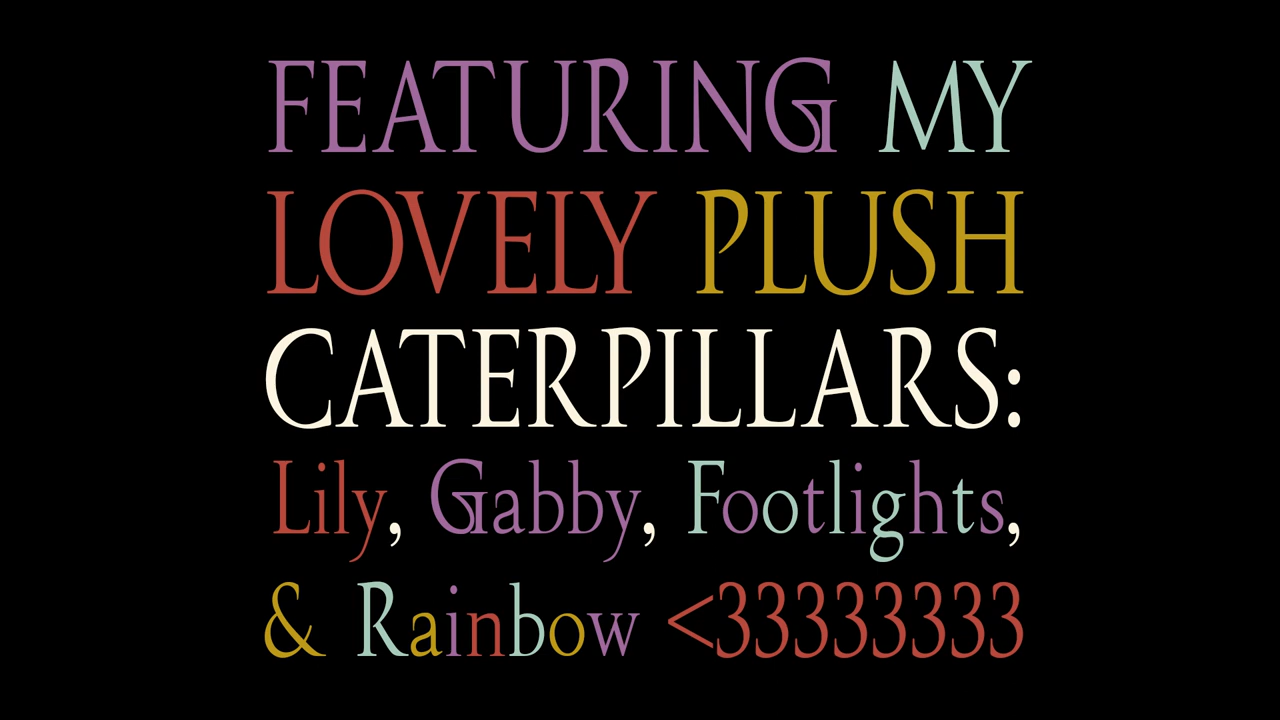 FEATURING MY
LOVELY PLUSH
CATERPILLARS:
Lily, Gabby, Footlights,
& Rainbow <33333333